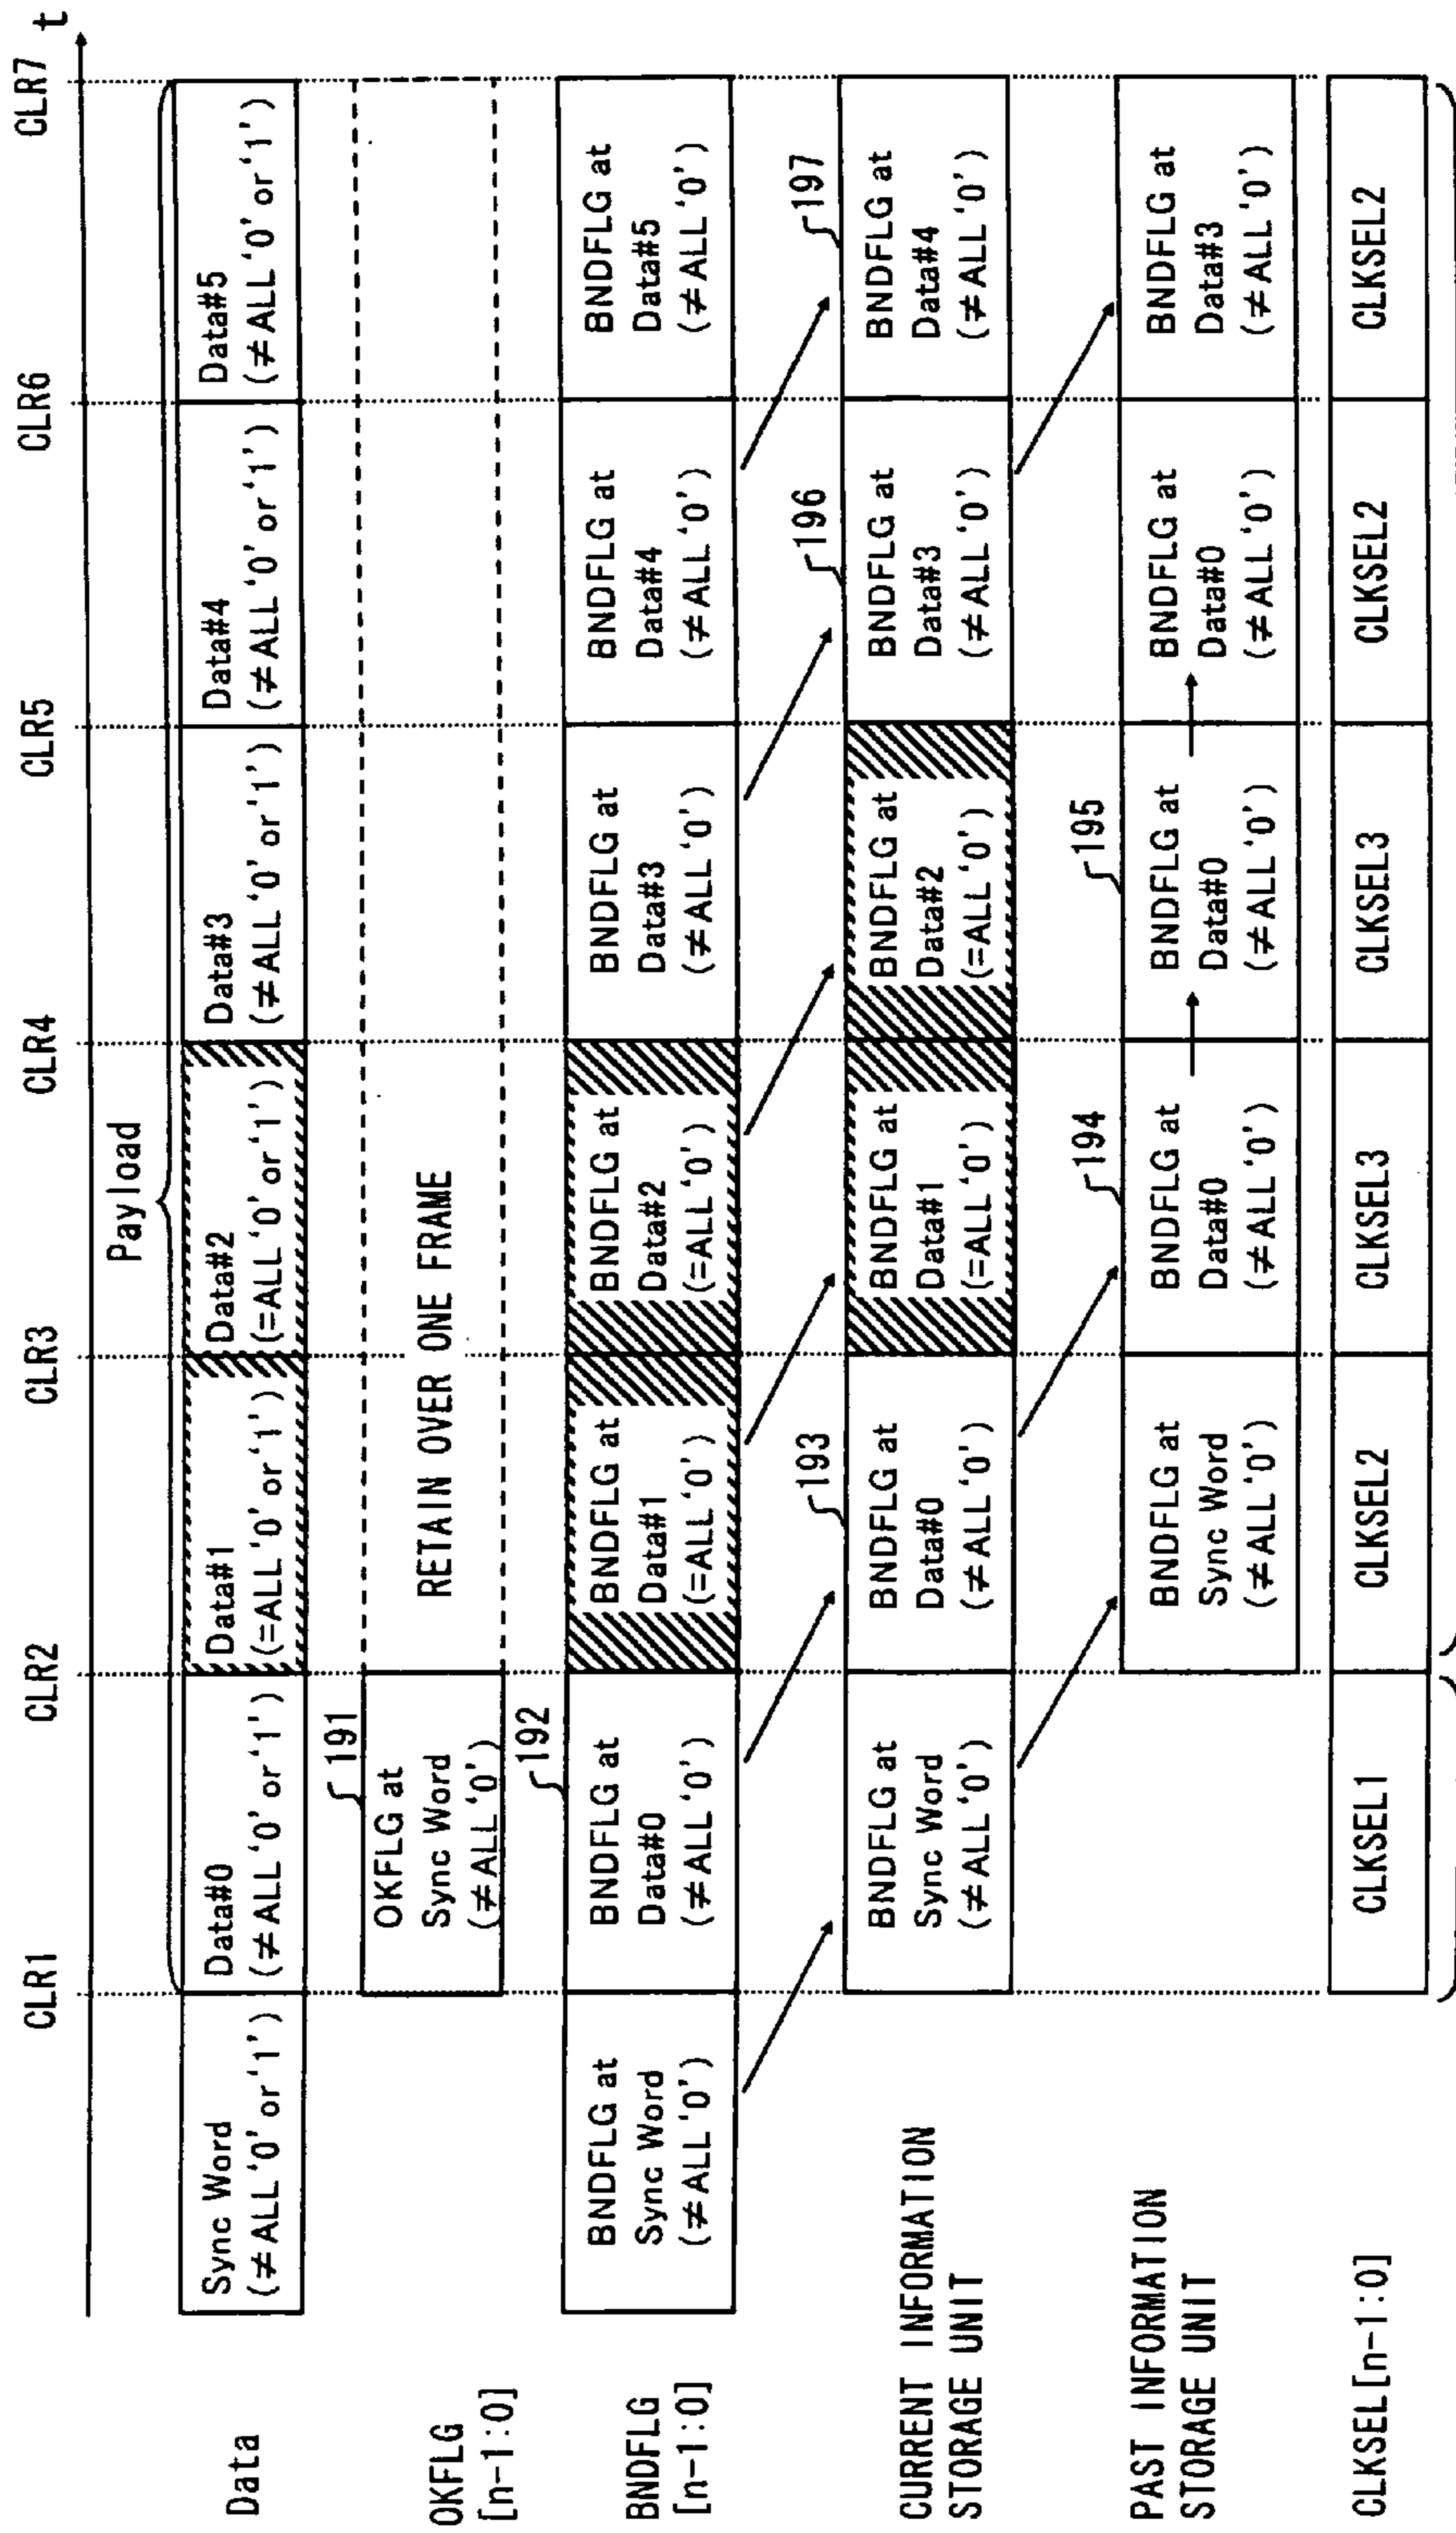 CLR1
CLR2
CLR3
CLR4
CLR5
CLR6
CLR7
t
Payload
Data
Sync Word
(≠ALL‘0’or‘1’)
Data#0
(≠ALL‘0’or‘1’)
Data#1
(=ALL‘0’or‘1’)
Data#2
(=ALL‘0’or‘1’)
Data#3
(≠ALL‘0’or‘1’)
Data#4
(≠ALL‘0’or‘1’)
Data#5
(≠ALL‘0’or‘1’)
191
OKFLG
[n-1:0]
OKFLG at
Sync Word
(≠ALL‘0’)
RETAIN OVER ONE FRAME
192
BNDFLG
[n-1:0]
BNDFLG at
Sync Word
(≠ALL‘0’)
BNDFLG at
Data#0
(≠ALL‘0’)
BNDFLG at
Data#1
(=ALL‘0’)
BNDFLG at
Data#2
(=ALL‘0’)
BNDFLG at
Data#3
(≠ALL‘0’)
BNDFLG at
Data#4
(≠ALL‘0’)
BNDFLG at
Data#5
(≠ALL‘0’)
193
196
197
CURRENT INFORMATION
STORAGE UNIT
BNDFLG at
Sync Word
(≠ALL‘0’)
BNDFLG at
Data#0
(≠ALL‘0’)
BNDFLG at
Data#1
(=ALL‘0’)
BNDFLG at
Data#2
(=ALL‘0’)
BNDFLG at
Data#3
(≠ALL‘0’)
BNDFLG at
Data#4
(≠ALL‘0’)
194
195
PAST INFORMATION
STORAGE UNIT
BNDFLG at
Sync Word
(≠ALL‘0’)
BNDFLG at
Data#0
(≠ALL‘0’)
BNDFLG at
Data#0
(≠ALL‘0’)
BNDFLG at
Data#0
(≠ALL‘0’)
BNDFLG at
Data#3
(≠ALL‘0’)
CLKSEL[n-1:0]
CLKSEL1
CLKSEL2
CLKSEL3
CLKSEL3
CLKSEL2
CLKSEL2